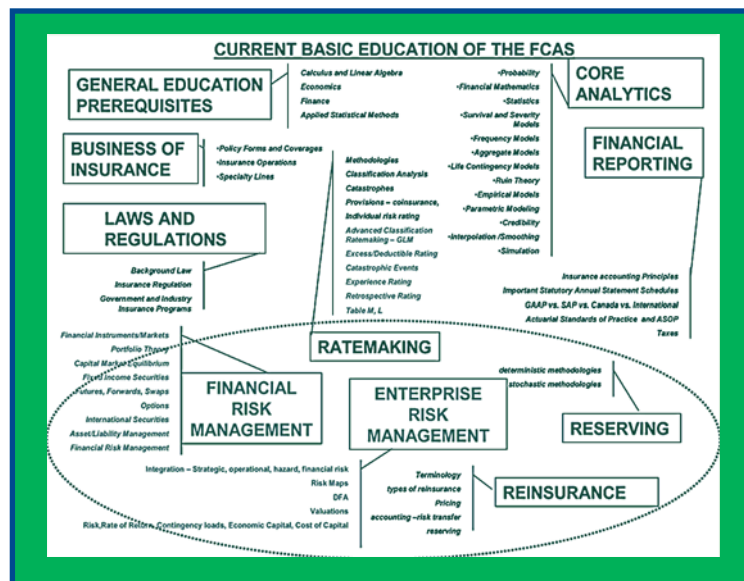 CURRENT BASIC EDUCATION OF THE FCAS
GENERAL EDUCATION
PREREQUISITES
Calculus and Linear Algebra
Economics
Finance
Applied Statistical Methods
•Probability
•Financial Mathematics
•Statistics
•Survival and Severity
Models
•Frequency Models
•Aggregate Models
•Life Contingency Models
•Ruin Theory
•Empirical Models
•Parametric Modeling
•Credibility
•Interpolation /Smoothing
•Simulation
CORE
ANALYTICS
BUSINESS OF
INSURANCE
•Policy Forms and Coverages
•Insurance Operations
•Specialty Lines
Methodologies
Classification Analysis
Catastrophes
Provisions – coinsurance,
Individual risk rating
Advanced Classification
Ratemaking – GLM
Excess/Deductible Rating
Catastrophic Events
Experience Rating
Retrospective Rating
Table M, L
FINANCIAL
REPORTING
LAWS AND
REGULATIONS
Background Law
Insurance Regulation
Government and Industry
Insurance Programs
Insurance accounting Principles
Important Statutory Annual Statement Schedules
GAAP vs. SAP vs. Canada vs. International
Actuarial Standards of Practice and ASOP
Taxes
Financial Instruments/Markets
Portfolio Theory
Capital Market Equilibrium
Fixed Income Securities
Futures, Forwards, Swaps
Options
International Securities
Asset/Liability Management
Financial Risk Management
RATEMAKING
FINANCIAL
RISK
MANAGEMENT
ENTERPRISE
RISK
MANAGEMENT
deterministic methodologies
stochastic methodologies
RESERVING
Integration – Strategic, operational, hazard, financial risk
Risk Maps
DFA
Valuations
Risk,Rate of Return, Contingency loads, Economic Capital, Cost of Capital
Terminology
types of reinsurance
Pricing
accounting –risk transfer
reserving
REINSURANCE